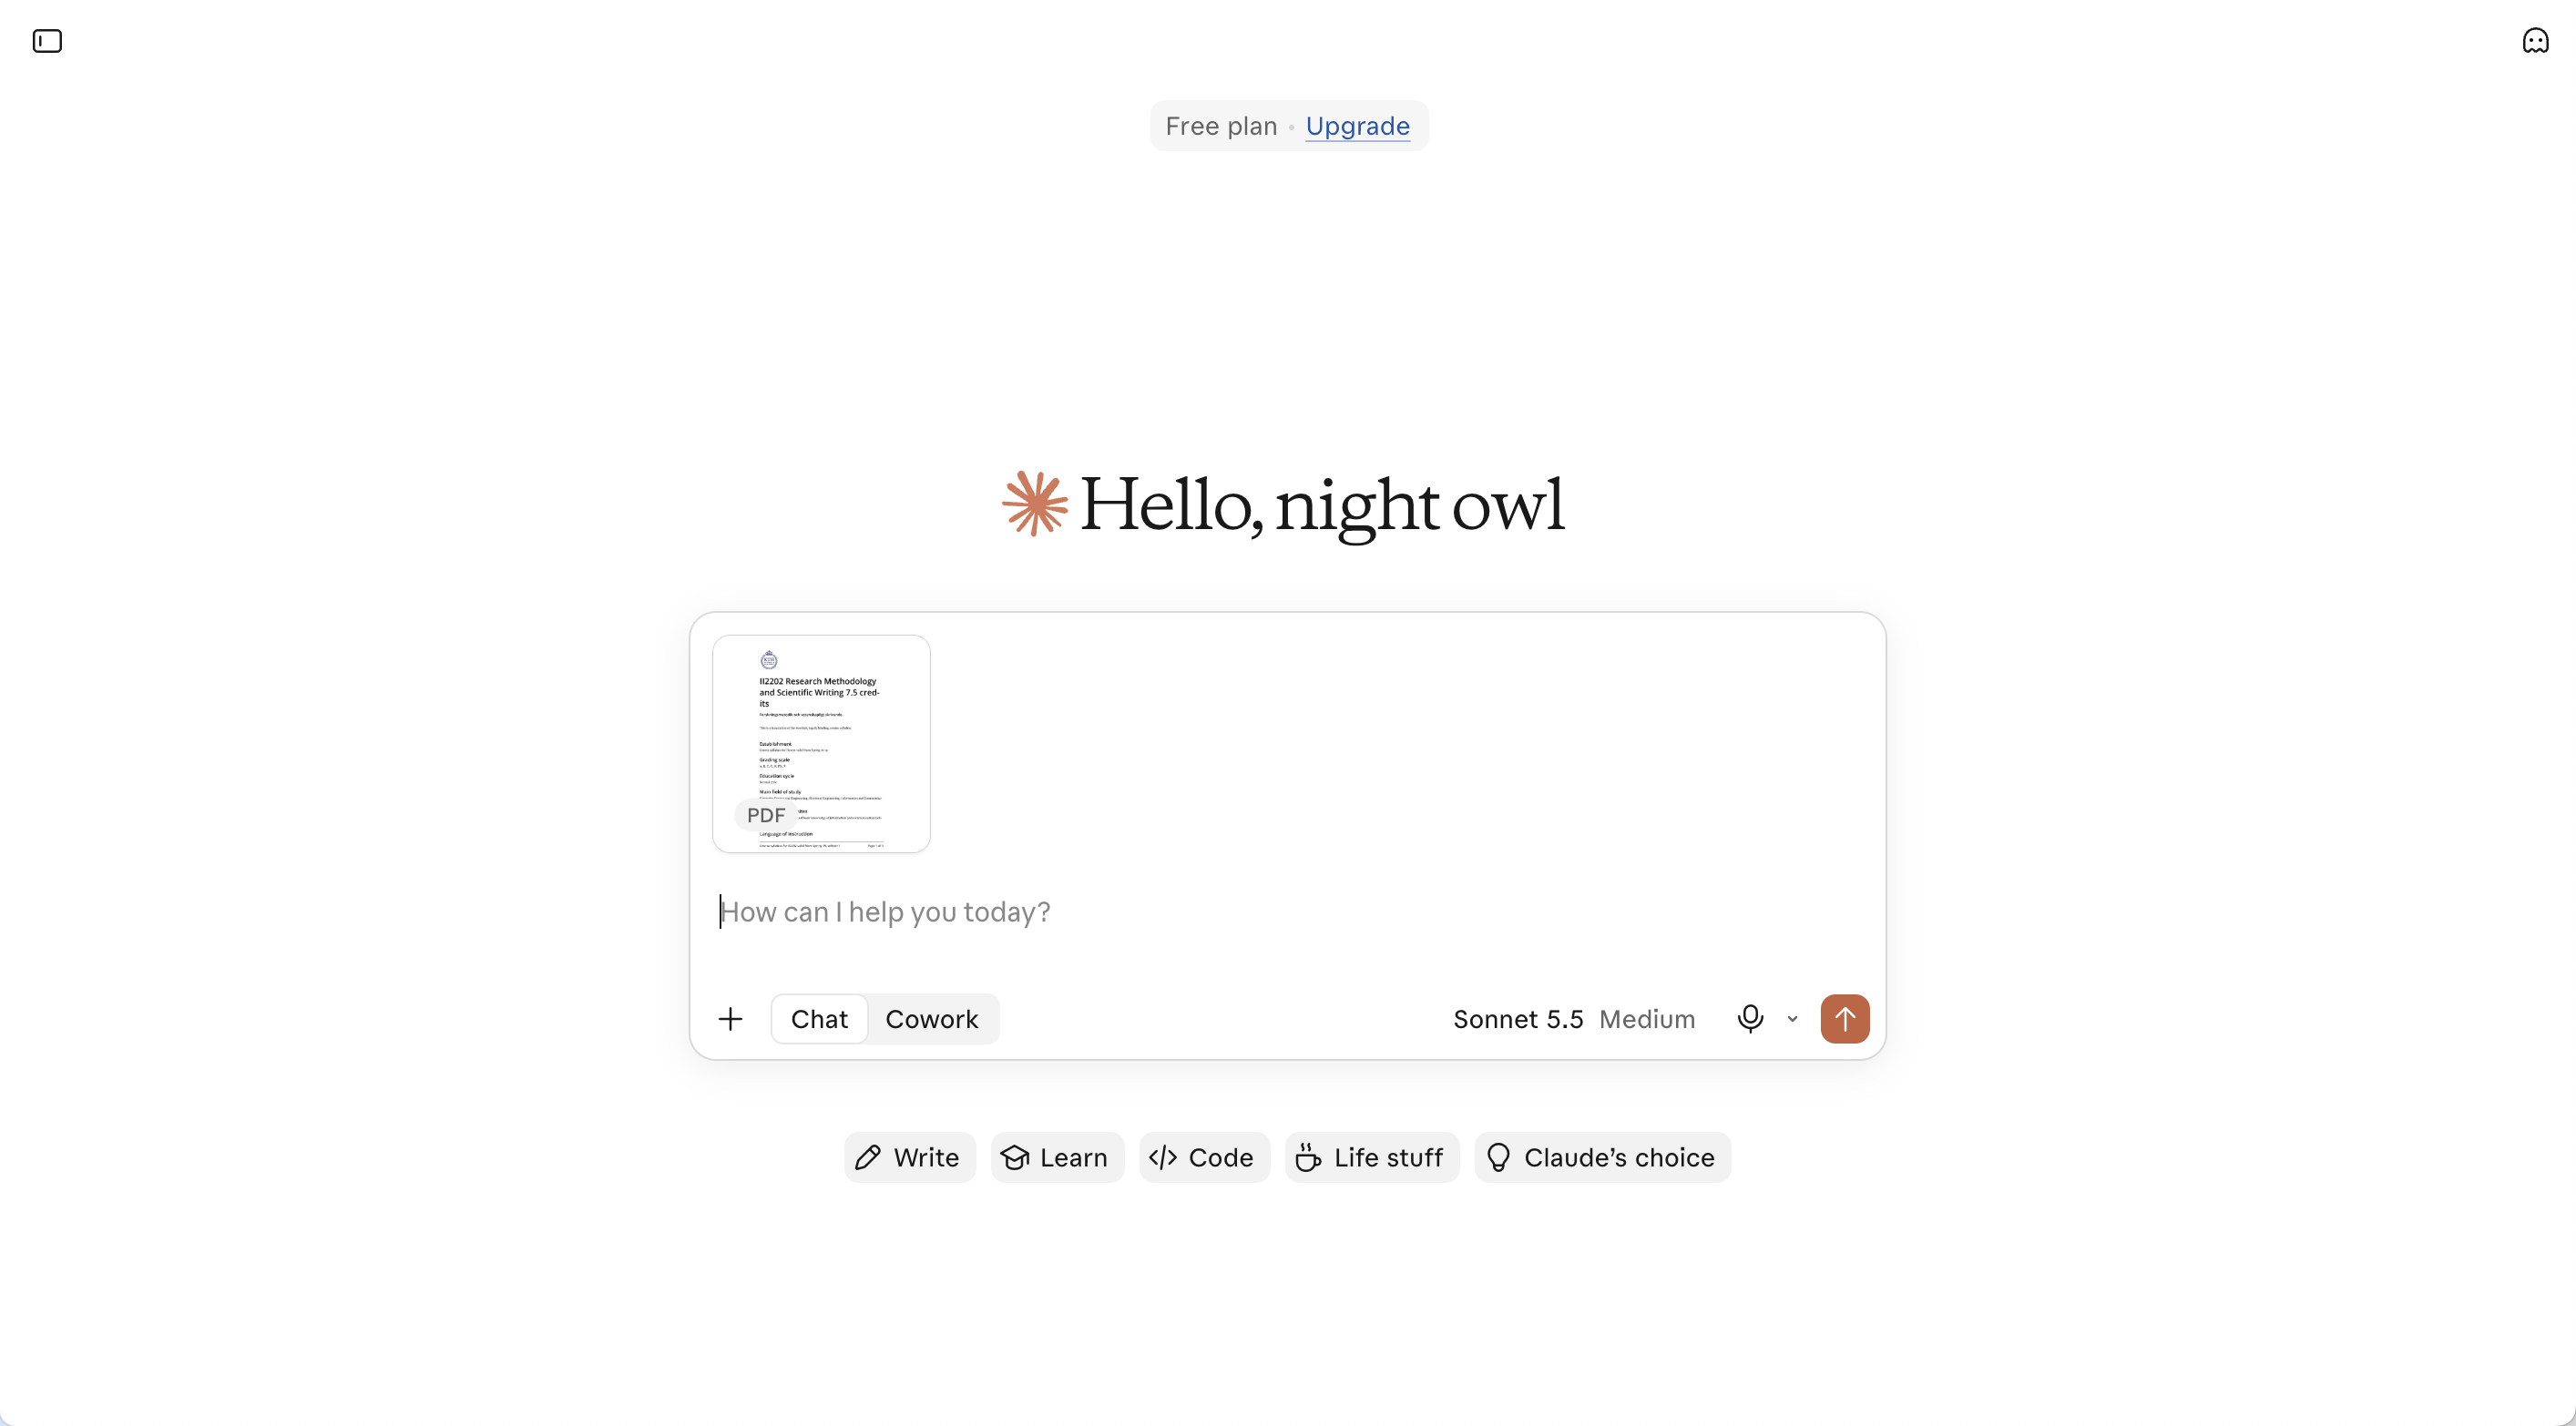 Free plan • Upgrade
Hello, night owl
II2202 Research Methodology
and Scientific Writing 7.5 cred-
its
Establishment
Grading scale
Education cycle
Main field of study
PDF
Language of instruction
How can I help you today?
Chat Cowork Sonnet 5.5 Medium
Write Learn Code Life stuff Claude’s choice